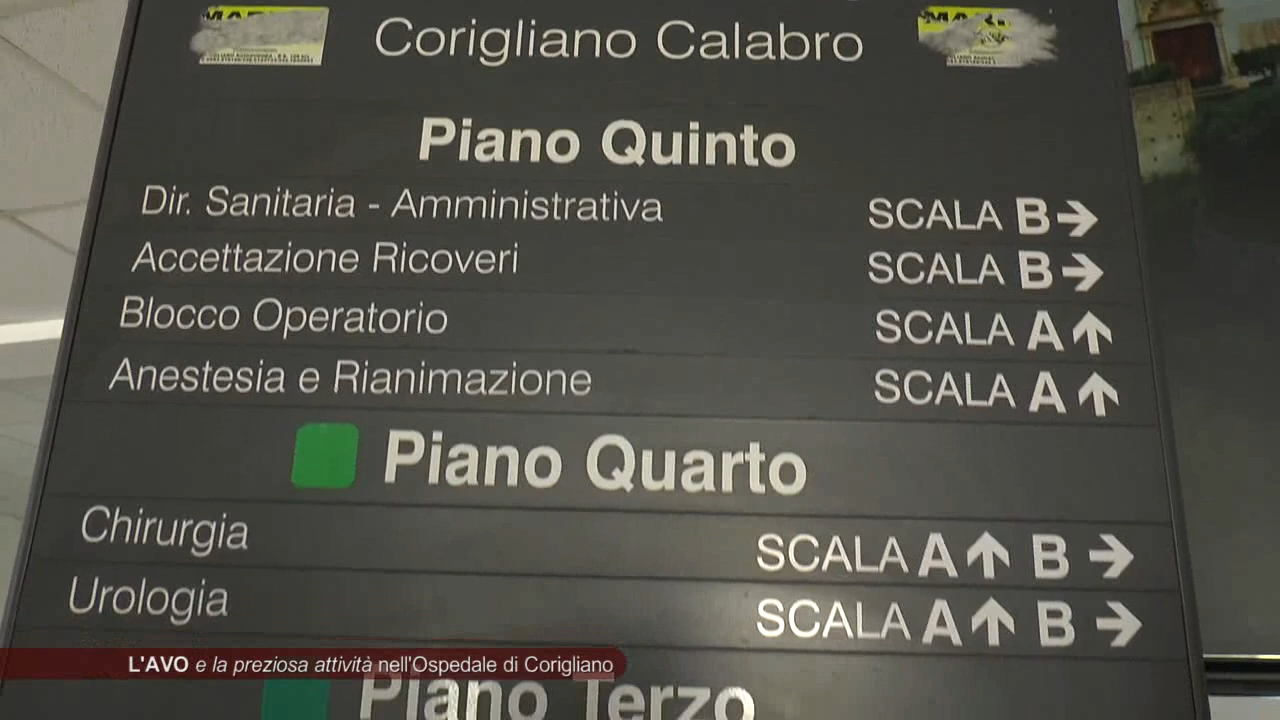 Corigliano Calabro
Piano Quinto
Dir. Sanitaria - Amministrativa SCALA B→
Accettazione Ricoveri SCALA B→
Blocco Operatorio SCALA A↑
Anestesia e Rianimazione SCALA A↑
Piano Quarto
Chirurgia SCALA A↑ B→
Urologia SCALA A↑ B→
L'AVO e la preziosa attività nell'Ospedale di Corigliano
Piano Terzo